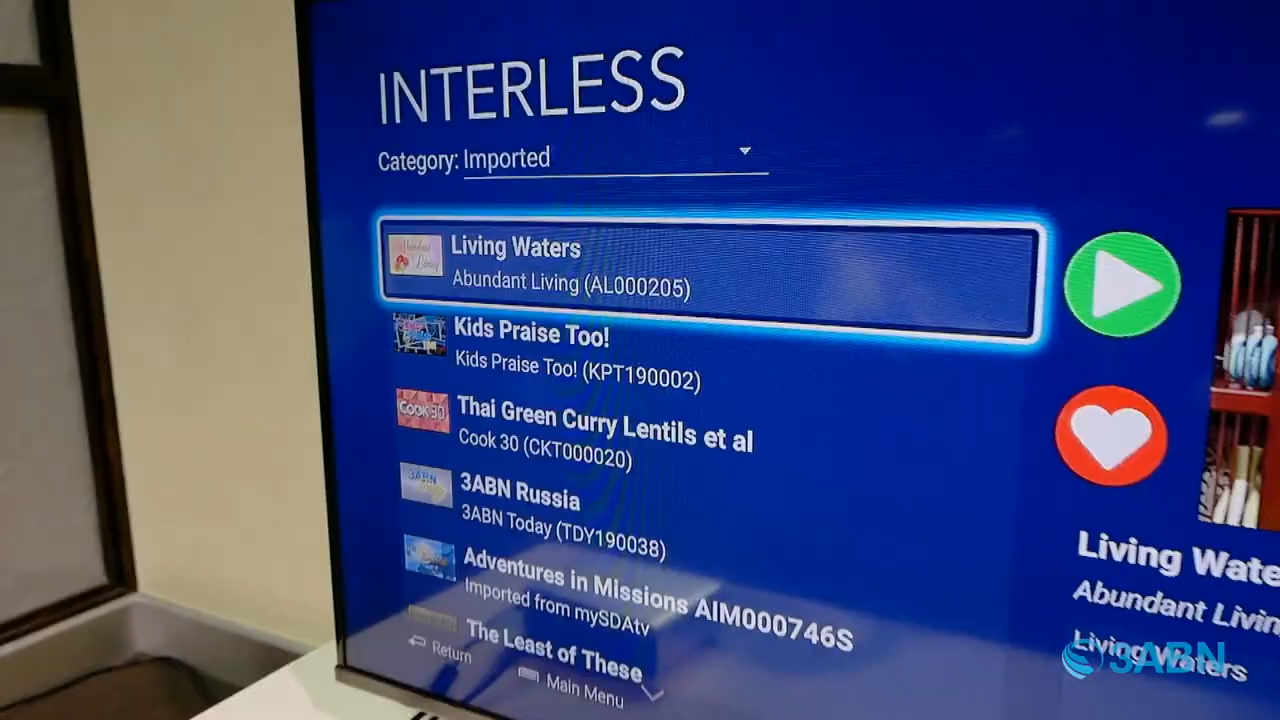 INTERLESS
Category: Imported
Living Waters
Abundant Living (AL000205)
Kids Praise Too!
Kids Praise Too! (KPT190002)
Thai Green Curry Lentils et al
Cook 30 (CKT000020)
COOK 30
3ABN Russia
3ABN Today (TDY190038)
3ABN
Adventures in Missions AIM000746S
Imported from mySDAtv
The Least of These
Return
Main Menu
Living Wate
Abundant Livin
Living Waters
3ABN